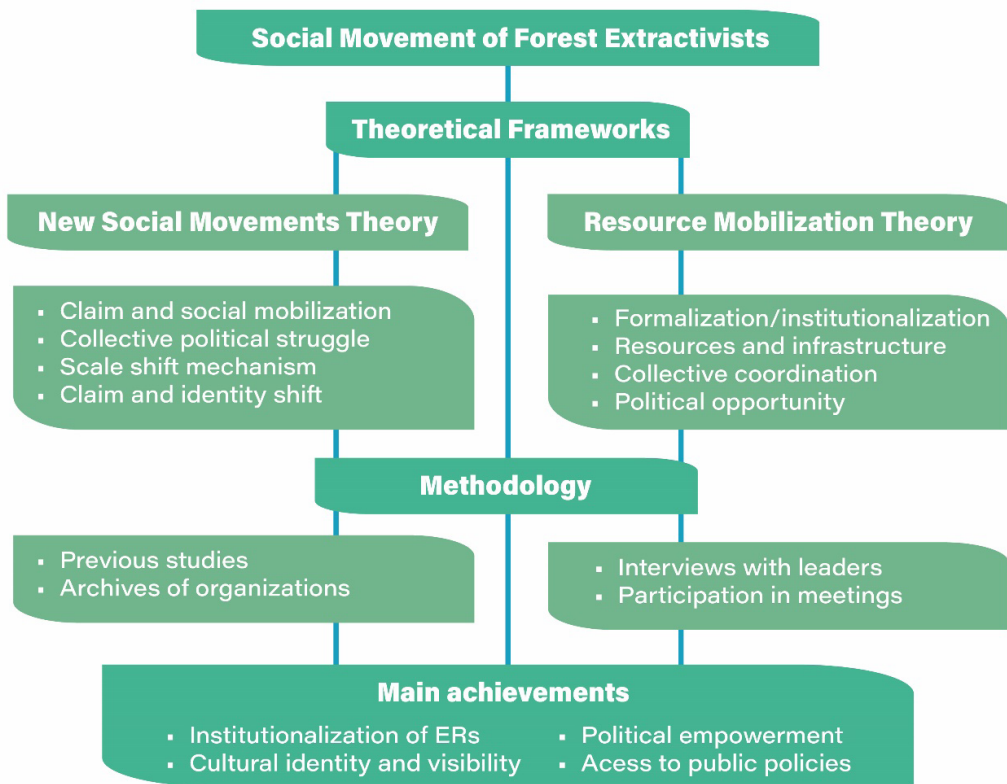 Social Movement of Forest Extractivists
Theoretical Frameworks
New Social Movements Theory
▪ Claim and social mobilization
▪ Collective political struggle
▪ Scale shift mechanism
▪ Claim and identity shift
Resource Mobilization Theory
▪ Formalization/institutionalization
▪ Resources and infrastructure
▪ Collective coordination
▪ Political opportunity
Methodology
▪ Previous studies
▪ Archives of organizations
▪ Interviews with leaders
▪ Participation in meetings
Main achievements
▪ Institutionalization of ERs
▪ Cultural identity and visibility
▪ Political empowerment
▪ Acess to public policies